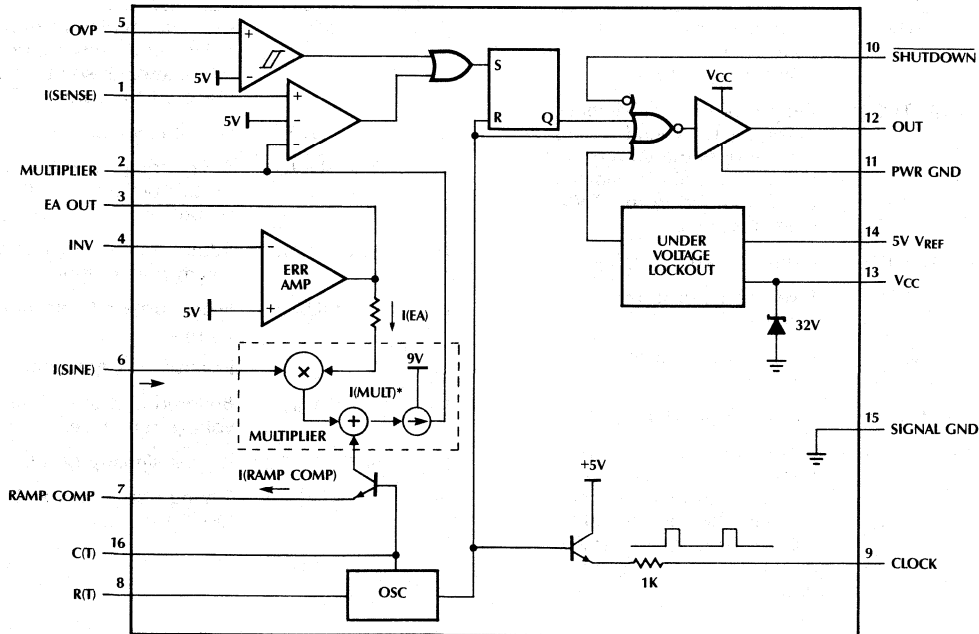 OVP 5
5V
I(SENSE) 1
5V
MULTIPLIER 2
EA OUT 3
INV 4
ERR
AMP
5V
I(EA)
I(SINE) 6
9V
I(MULT)*
MULTIPLIER
I(RAMP COMP)
RAMP COMP 7
C(T) 16
R(T) 8
OSC
S
R Q
VCC
10 SHUTDOWN
12 OUT
11 PWR GND
UNDER
VOLTAGE
LOCKOUT
14 5V VREF
13 VCC
32V
15 SIGNAL GND
+5V
1K
9 CLOCK